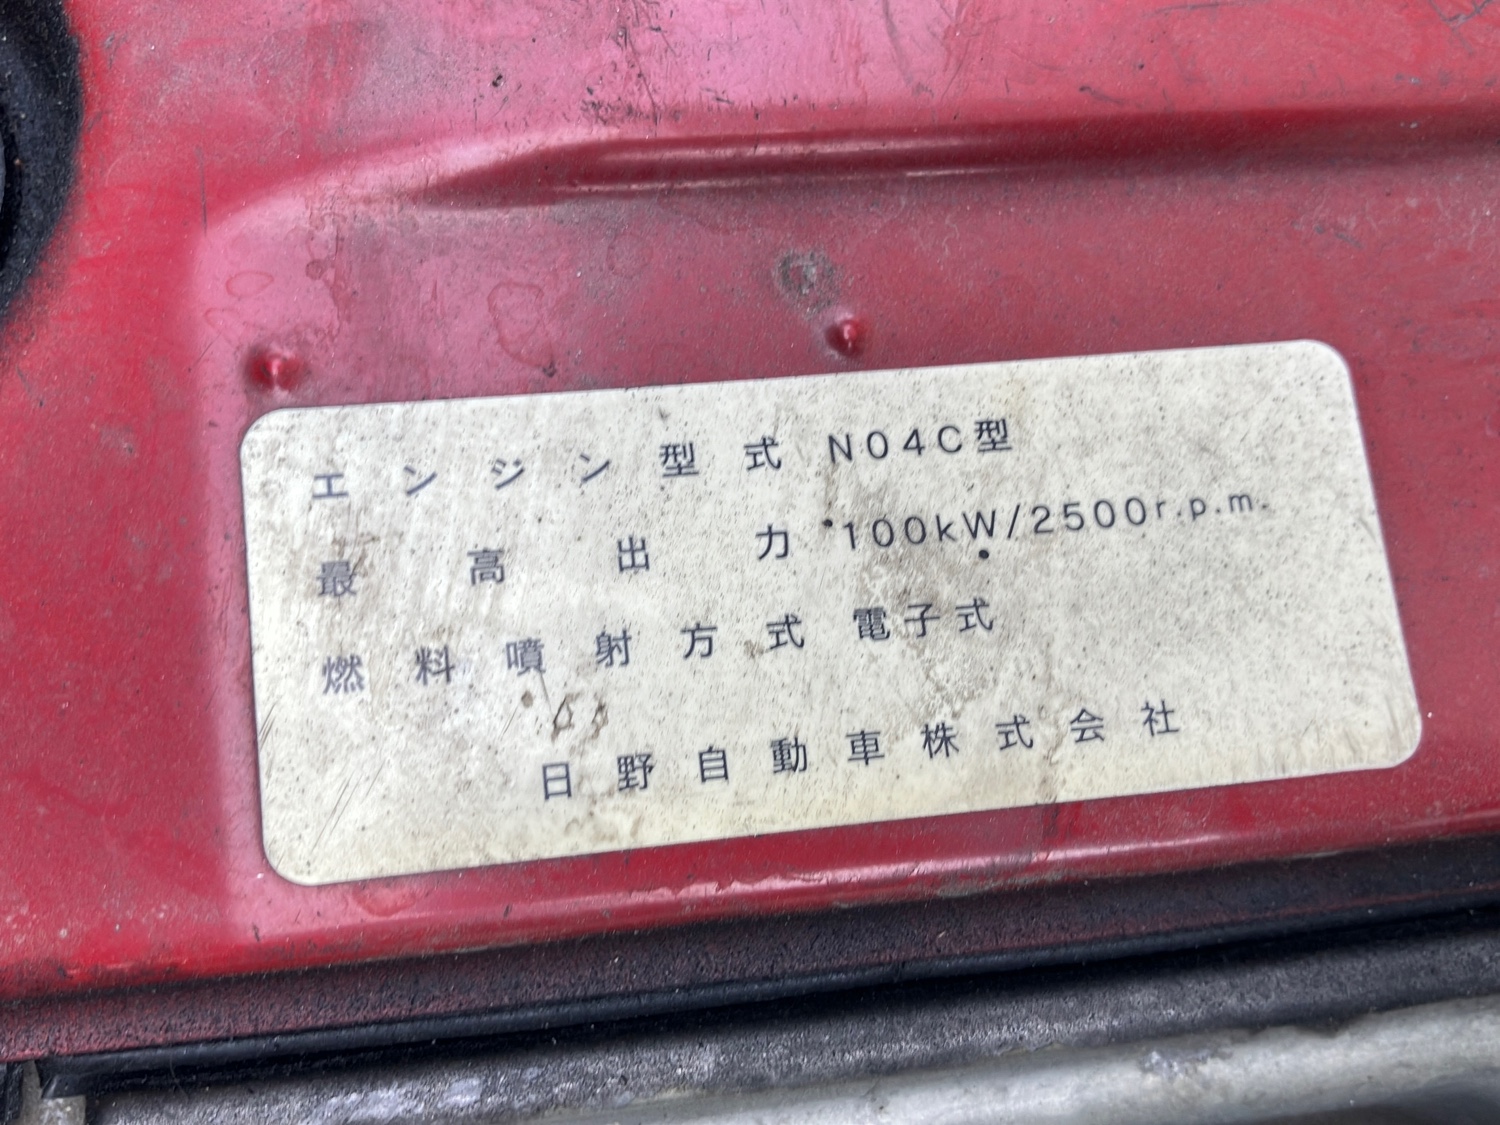 エンジン型式 N04C型
最高出力 100kW/2500r.p.m.
燃料噴射方式 電子式
日野自動車株式会社